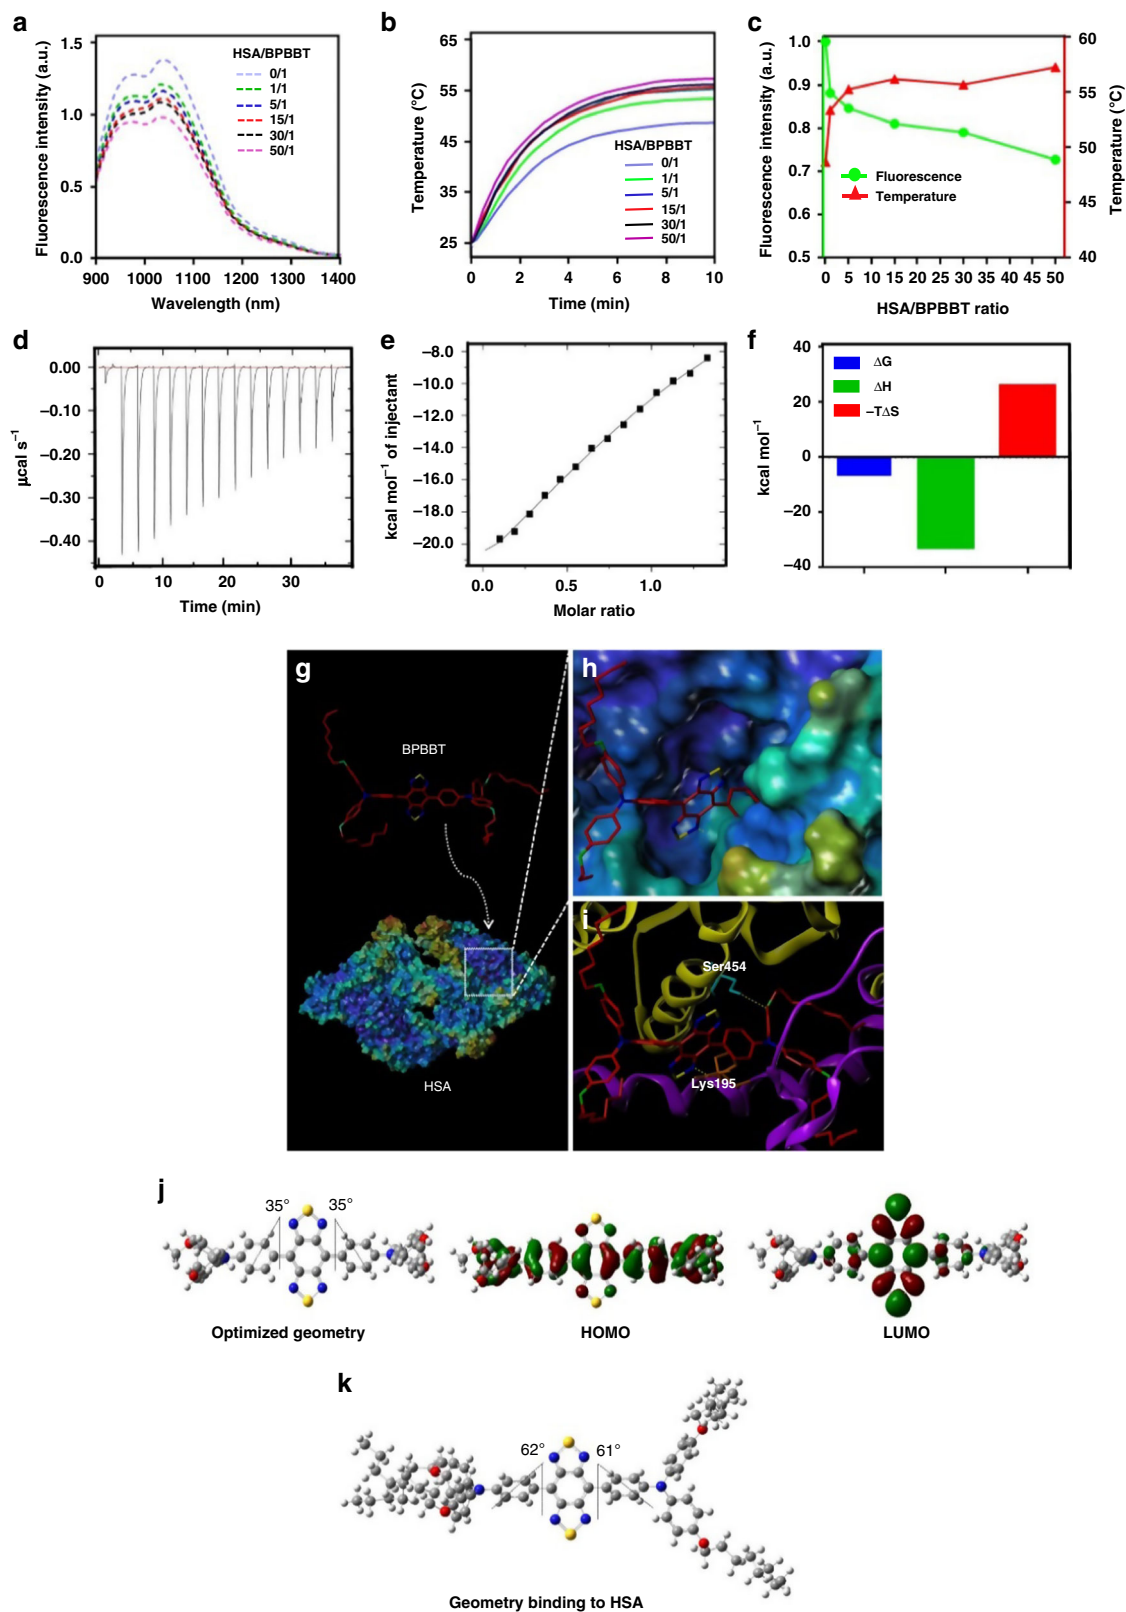 a
Fluorescence intensity (a.u.)
1.5
1.0
0.5
0.0
900 1000 1100 1200 1300 1400
Wavelength (nm)
HSA/BPBBT
0/1
1/1
5/1
15/1
30/1
50/1
b
Temperature (°C)
65
55
45
35
25
0 2 4 6 8 10
Time (min)
HSA/BPBBT
0/1
1/1
5/1
15/1
30/1
50/1
c
Fluorescence intensity (a.u.)
1.0
0.9
0.8
0.7
0.6
0.5
0 5 10 15 20 25 30 35 40 45 50
HSA/BPBBT ratio
Fluorescence
Temperature
60
55
50
45
40
Temperature (°C)
d
μcal s⁻¹
0.00
−0.10
−0.20
−0.30
−0.40
0 10 20 30
Time (min)
e
kcal mol⁻¹ of injectant
−8.0
−10.0
−12.0
−14.0
−16.0
−18.0
−20.0
0.0 0.5 1.0
Molar ratio
f
kcal mol⁻¹
40
20
0
−20
−40
ΔG
ΔH
−TΔS
g
BPBBT
HSA
h
i
Ser454
Lys195
j
35° 35°
Optimized geometry
HOMO
LUMO
k
62° 61°
Geometry binding to HSA